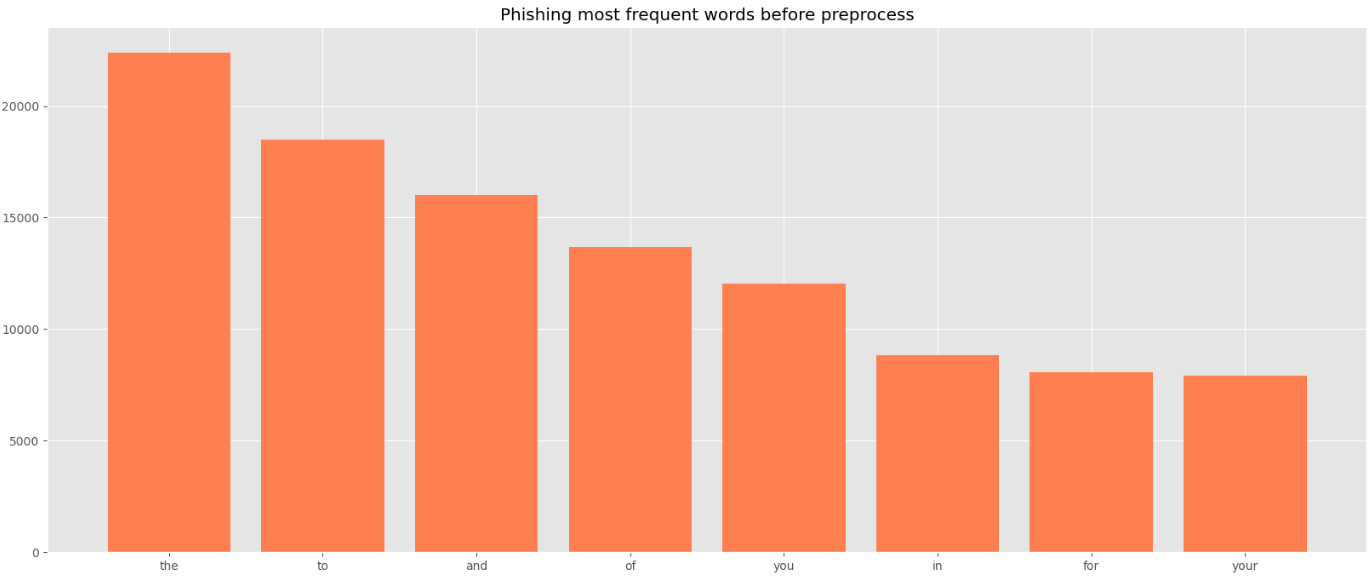 Phishing most frequent words before preprocess
20000
15000
10000
5000
0
the to and of you in for your